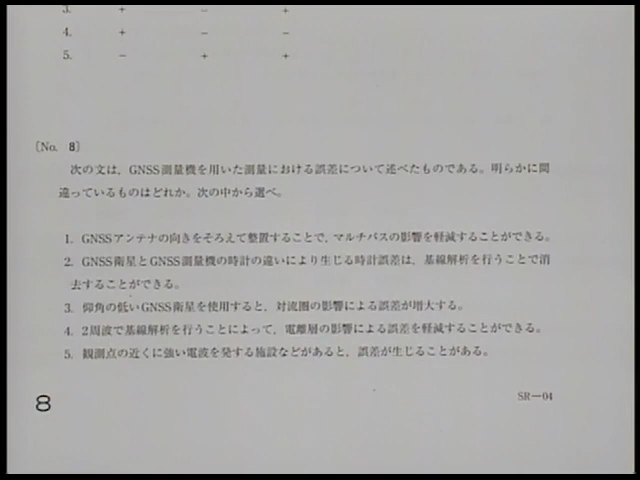 3. + − +
4. + − −
5. − + +
〔No. 8〕
次の文は、GNSS測量機を用いた測量における誤差について述べたものである。明らかに間
違っているものはどれか。次の中から選べ。
1. GNSSアンテナの向きをそろえて整置することで、マルチパスの影響を軽減することができる。
2. GNSS衛星とGNSS測量機の時計の違いにより生じる時計誤差は、基線解析を行うことで消
去することができる。
3. 仰角の低いGNSS衛星を使用すると、対流圏の影響による誤差が増大する。
4. 2周波で基線解析を行うことによって、電離層の影響による誤差を軽減することができる。
5. 観測点の近くに強い電波を発する施設などがあると、誤差が生じることがある。
SR－04
8